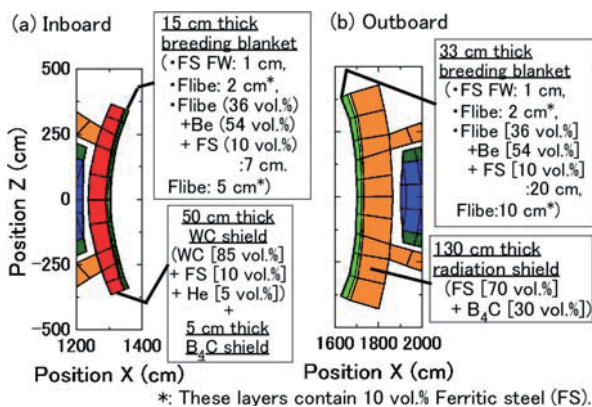 (a) Inboard
15 cm thick
breeding blanket
(・FS FW: 1 cm,
・Flibe: 2 cm*,
・Flibe (36 vol.%)
+Be (54 vol.%)
+ FS (10 vol.%)
:7 cm.
Flibe: 5 cm*)
50 cm thick
WC shield
(WC [85 vol.%]
+ FS [10 vol.%]
+ He [5 vol.%])
+
5 cm thick
B₄C shield
Position Z (cm)
500
250
0
-250
-500
1200
1400
Position X (cm)
(b) Outboard
33 cm thick
breeding blanket
(・FS FW: 1 cm,
・Flibe: 2 cm*,
・Flibe [36 vol.%]
+Be [54 vol.%]
+ FS [10 vol.%]
:20 cm,
Flibe:10 cm*)
130 cm thick
radiation shield
(FS [70 vol.%]
+ B₄C [30 vol.%])
1600
1800
2000
Position X (cm)
*: These layers contain 10 vol.% Ferritic steel (FS).